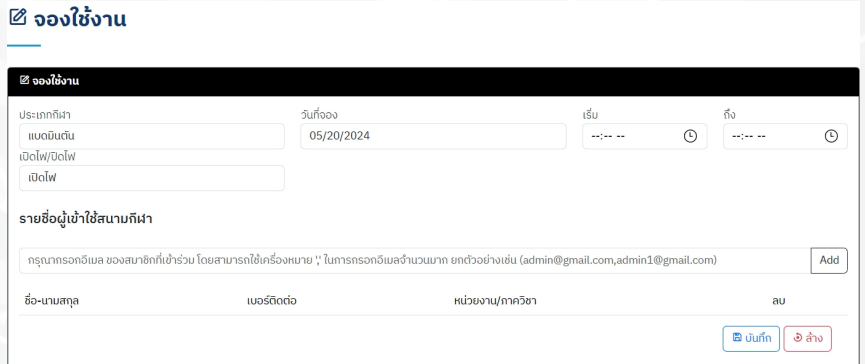 จองใช้งาน
จองใช้งาน
ประเภทกีฬา วันที่จอง เริ่ม ถึง
แบดมินตัน 05/20/2024 --:-- -- --:-- --
เปิดไฟ/ปิดไฟ
เปิดไฟ
รายชื่อผู้เข้าใช้สนามกีฬา
กรุณากรอกอีเมล ของสมาชิกที่เข้าร่วม โดยสามารถใช้เครื่องหมาย ',' ในการกรอกอีเมลจำนวนมาก ยกตัวอย่างเช่น (admin@gmail.com,admin1@gmail.com) Add
ชื่อ-นามสกุล เบอร์ติดต่อ หน่วยงาน/ภาควิชา ลบ
บันทึก ล้าง